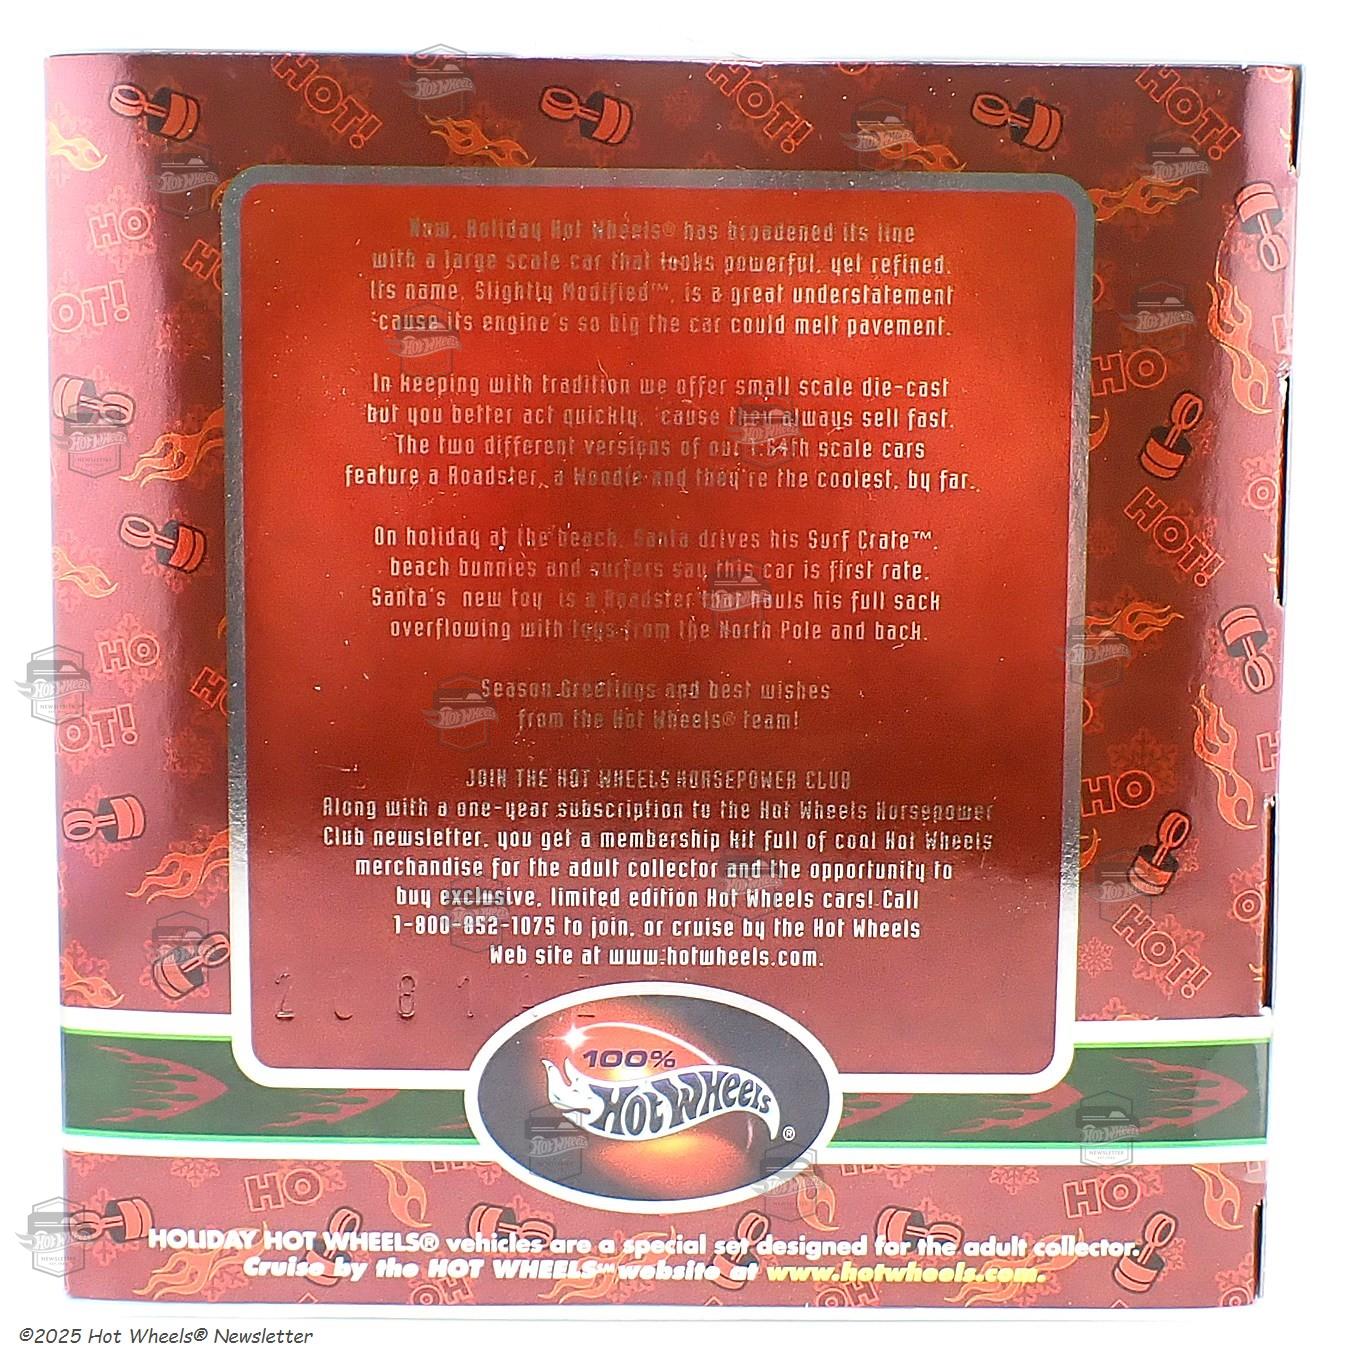 Now, Holiday Hot Wheels® has broadened its line
with a large scale car that looks powerful, yet refined.
Its name, Slightly Modified™, is a great understatement
'cause its engine's so big the car could melt pavement.
In keeping with tradition we offer small scale die-cast
but you better act quickly, 'cause they always sell fast.
The two different versions of our 1:64th scale cars
feature a Roadster, a Woodie and they're the coolest, by far.
On holiday at the beach, Santa drives his Surf Crate™.
beach bunnies and surfers say this car is first rate.
Santa's new toy is a Roadster that hauls his full sack
overflowing with toys from the North Pole and back.
Season Greetings and best wishes
from the Hot Wheels® team!
JOIN THE HOT WHEELS HORSEPOWER CLUB
Along with a one-year subscription to the Hot Wheels Horsepower
Club newsletter, you get a membership kit full of cool Hot Wheels
merchandise for the adult collector and the opportunity to
buy exclusive, limited edition Hot Wheels cars! Call
1-800-852-1075 to join, or cruise by the Hot Wheels
Web site at www.hotwheels.com.
100%
Hot Wheels®
HOLIDAY HOT WHEELS® vehicles are a special set designed for the adult collector.
Cruise by the HOT WHEELS℠ website at www.hotwheels.com.
©2025 Hot Wheels® Newsletter